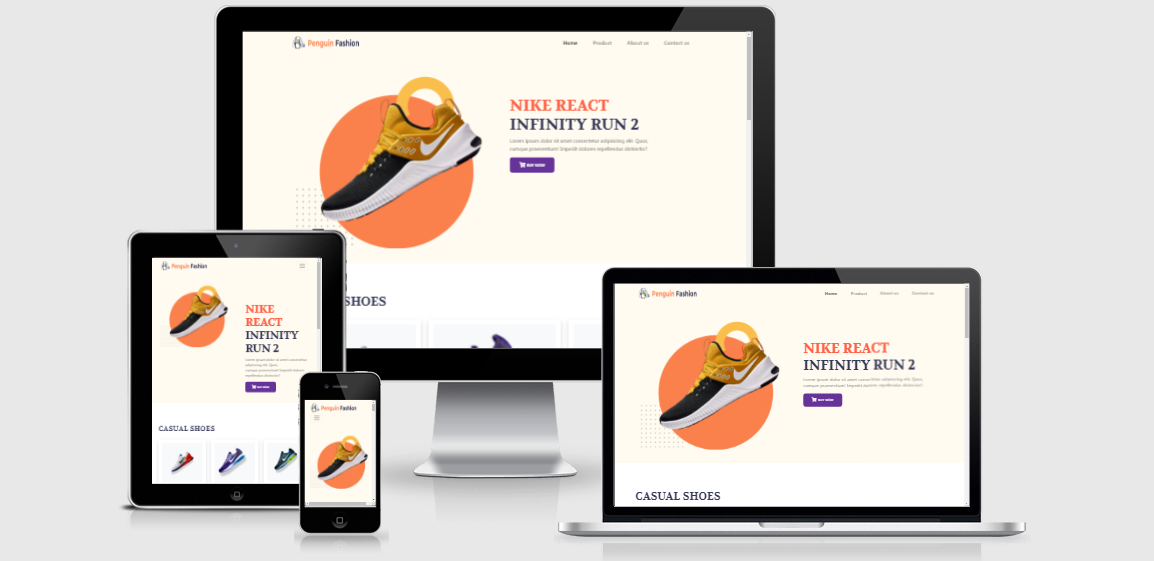 Penguin Fashion
Home Product About us Contact us
NIKE REACT
INFINITY RUN 2
Lorem ipsum dolor sit amet consectetur adipisicing elit. Quos,
cumque praesentium! Impedit dolores repellendus distinctio?
BUY NOW
SHOES
Penguin Fashion
NIKE
REACT
INFINITY
RUN 2
Lorem ipsum dolor sit amet consectetur
adipisicing elit. Quos,
cumque praesentium! Impedit dolores
repellendus distinctio?
BUY NOW
CASUAL SHOES
Penguin Fashion
Penguin Fashion
Home Product About us Contact us
NIKE REACT
INFINITY RUN 2
Lorem ipsum dolor sit amet consectetur adipisicing elit. Quos,
cumque praesentium! Impedit dolores repellendus distinctio?
BUY NOW
CASUAL SHOES